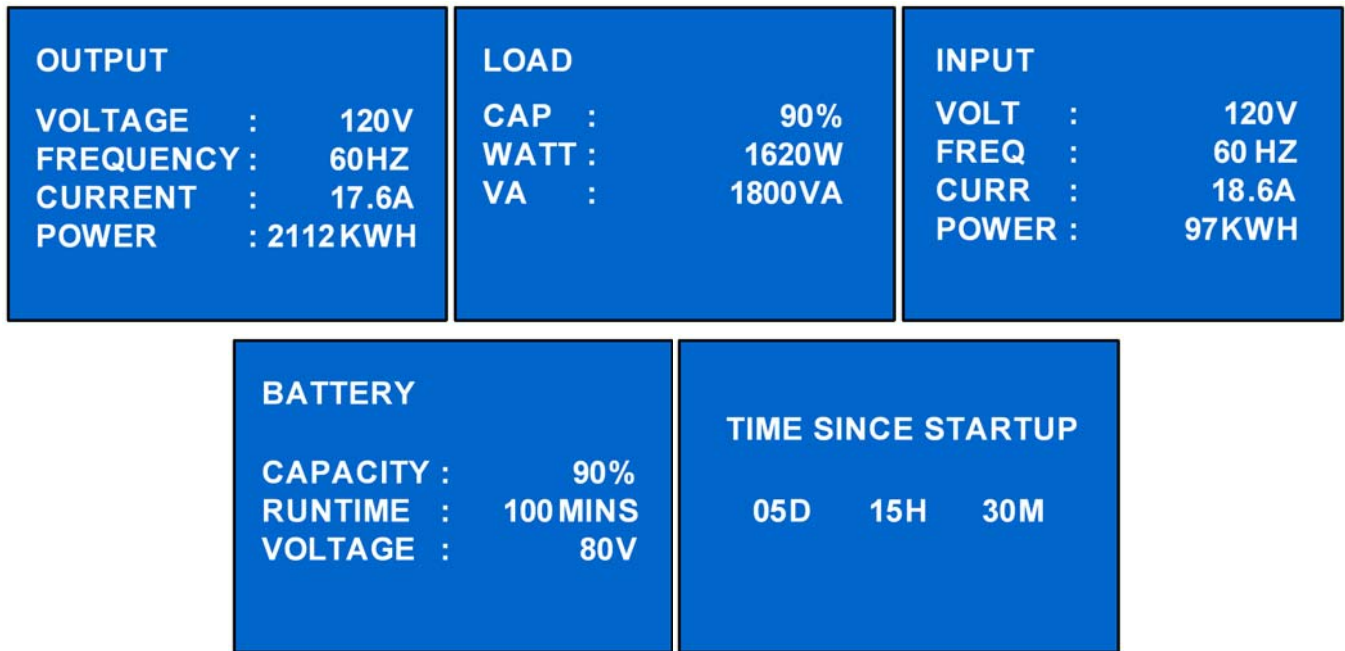 OUTPUT
VOLTAGE : 120V
FREQUENCY : 60HZ
CURRENT : 17.6A
POWER : 2112KWH
LOAD
CAP : 90%
WATT : 1620W
VA : 1800VA
INPUT
VOLT : 120V
FREQ : 60 HZ
CURR : 18.6A
POWER : 97KWH
BATTERY
CAPACITY : 90%
RUNTIME : 100 MINS
VOLTAGE : 80V
TIME SINCE STARTUP
05D 15H 30M